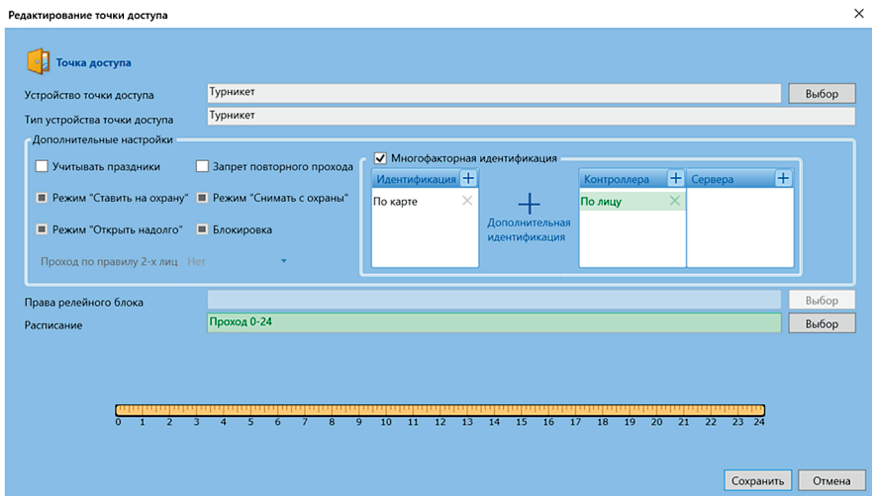 Редактирование точки доступа
Точка доступа
Устройство точки доступа Турникет Выбор
Тип устройства точки доступа Турникет
Дополнительные настройки
Учитывать праздники Запрет повторного прохода Многофакторная идентификация
Идентификация Контроллера Сервера
Режим "Ставить на охрану" Режим "Снимать с охраны" По карте По лицу
Дополнительная
идентификация
Режим "Открыть надолго" Блокировка
Проход по правилу 2-х лиц Нет
Права релейного блока Выбор
Расписание Проход 0-24 Выбор
0 1 2 3 4 5 6 7 8 9 10 11 12 13 14 15 16 17 18 19 20 21 22 23 24
Сохранить Отмена